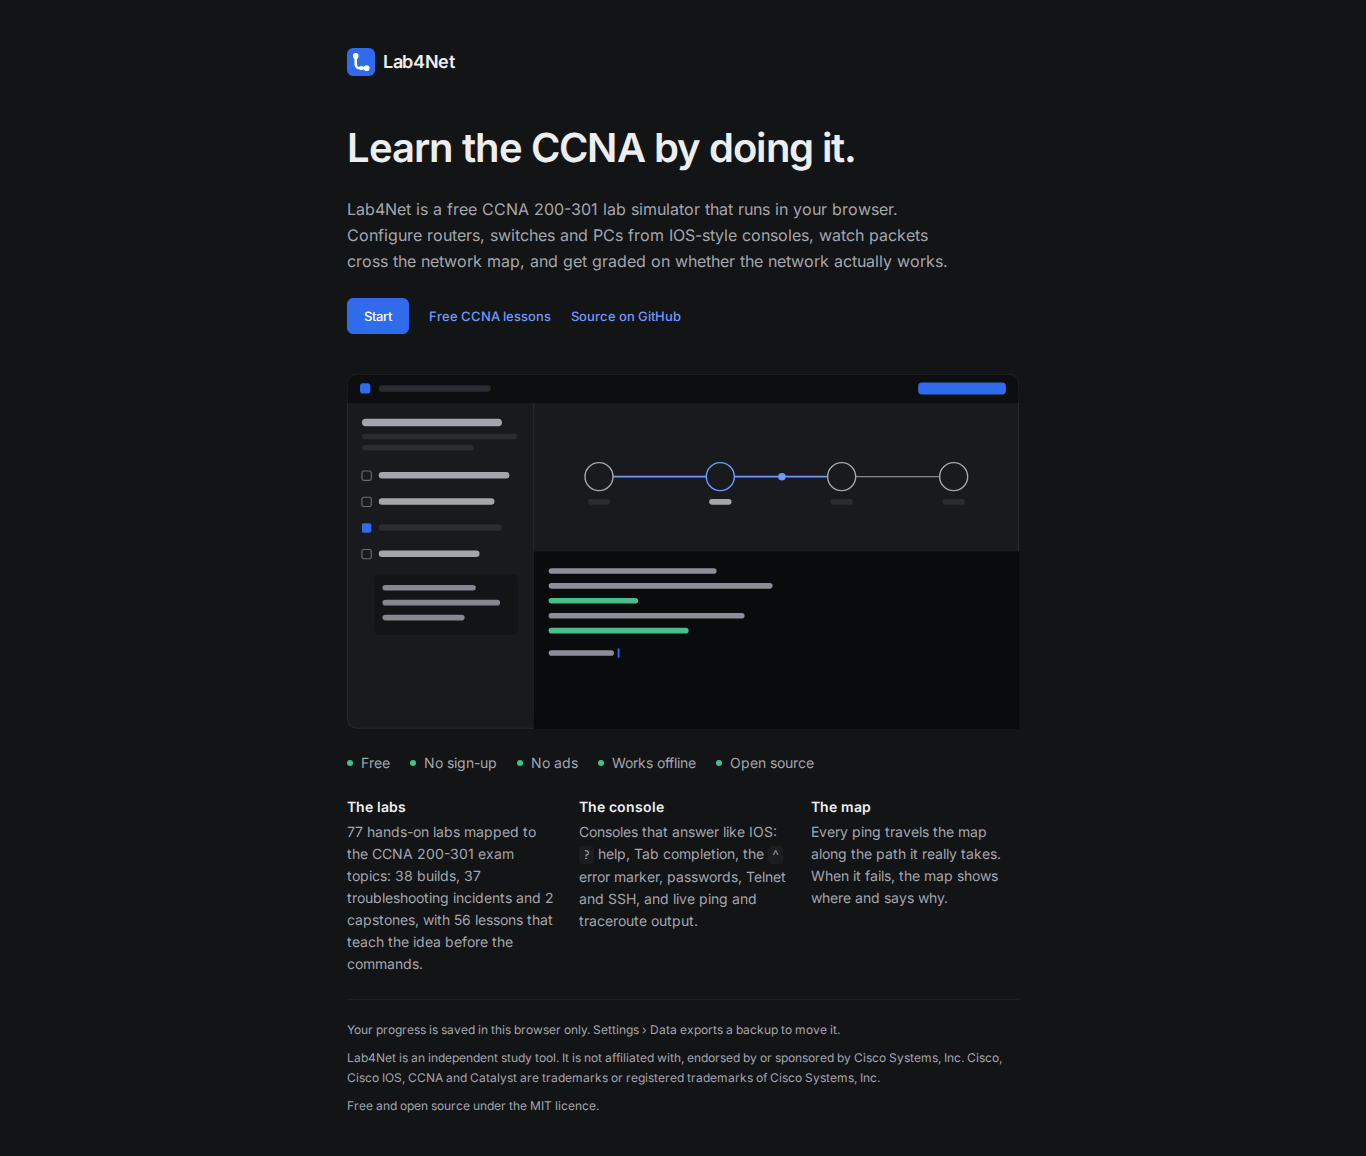 Lab4Net
Learn the CCNA by doing it.
Lab4Net is a free CCNA 200-301 lab simulator that runs in your browser.
Configure routers, switches and PCs from IOS-style consoles, watch packets
cross the network map, and get graded on whether the network actually works.
Start
Free CCNA lessons
Source on GitHub
Free
No sign-up
No ads
Works offline
Open source
The labs
77 hands-on labs mapped to
the CCNA 200-301 exam
topics: 38 builds, 37
troubleshooting incidents and 2
capstones, with 56 lessons that
teach the idea before the
commands.
The console
Consoles that answer like IOS:
? help, Tab completion, the ^
error marker, passwords, Telnet
and SSH, and live ping and
traceroute output.
The map
Every ping travels the map
along the path it really takes.
When it fails, the map shows
where and says why.
Your progress is saved in this browser only. Settings › Data exports a backup to move it.
Lab4Net is an independent study tool. It is not affiliated with, endorsed by or sponsored by Cisco Systems, Inc. Cisco,
Cisco IOS, CCNA and Catalyst are trademarks or registered trademarks of Cisco Systems, Inc.
Free and open source under the MIT licence.